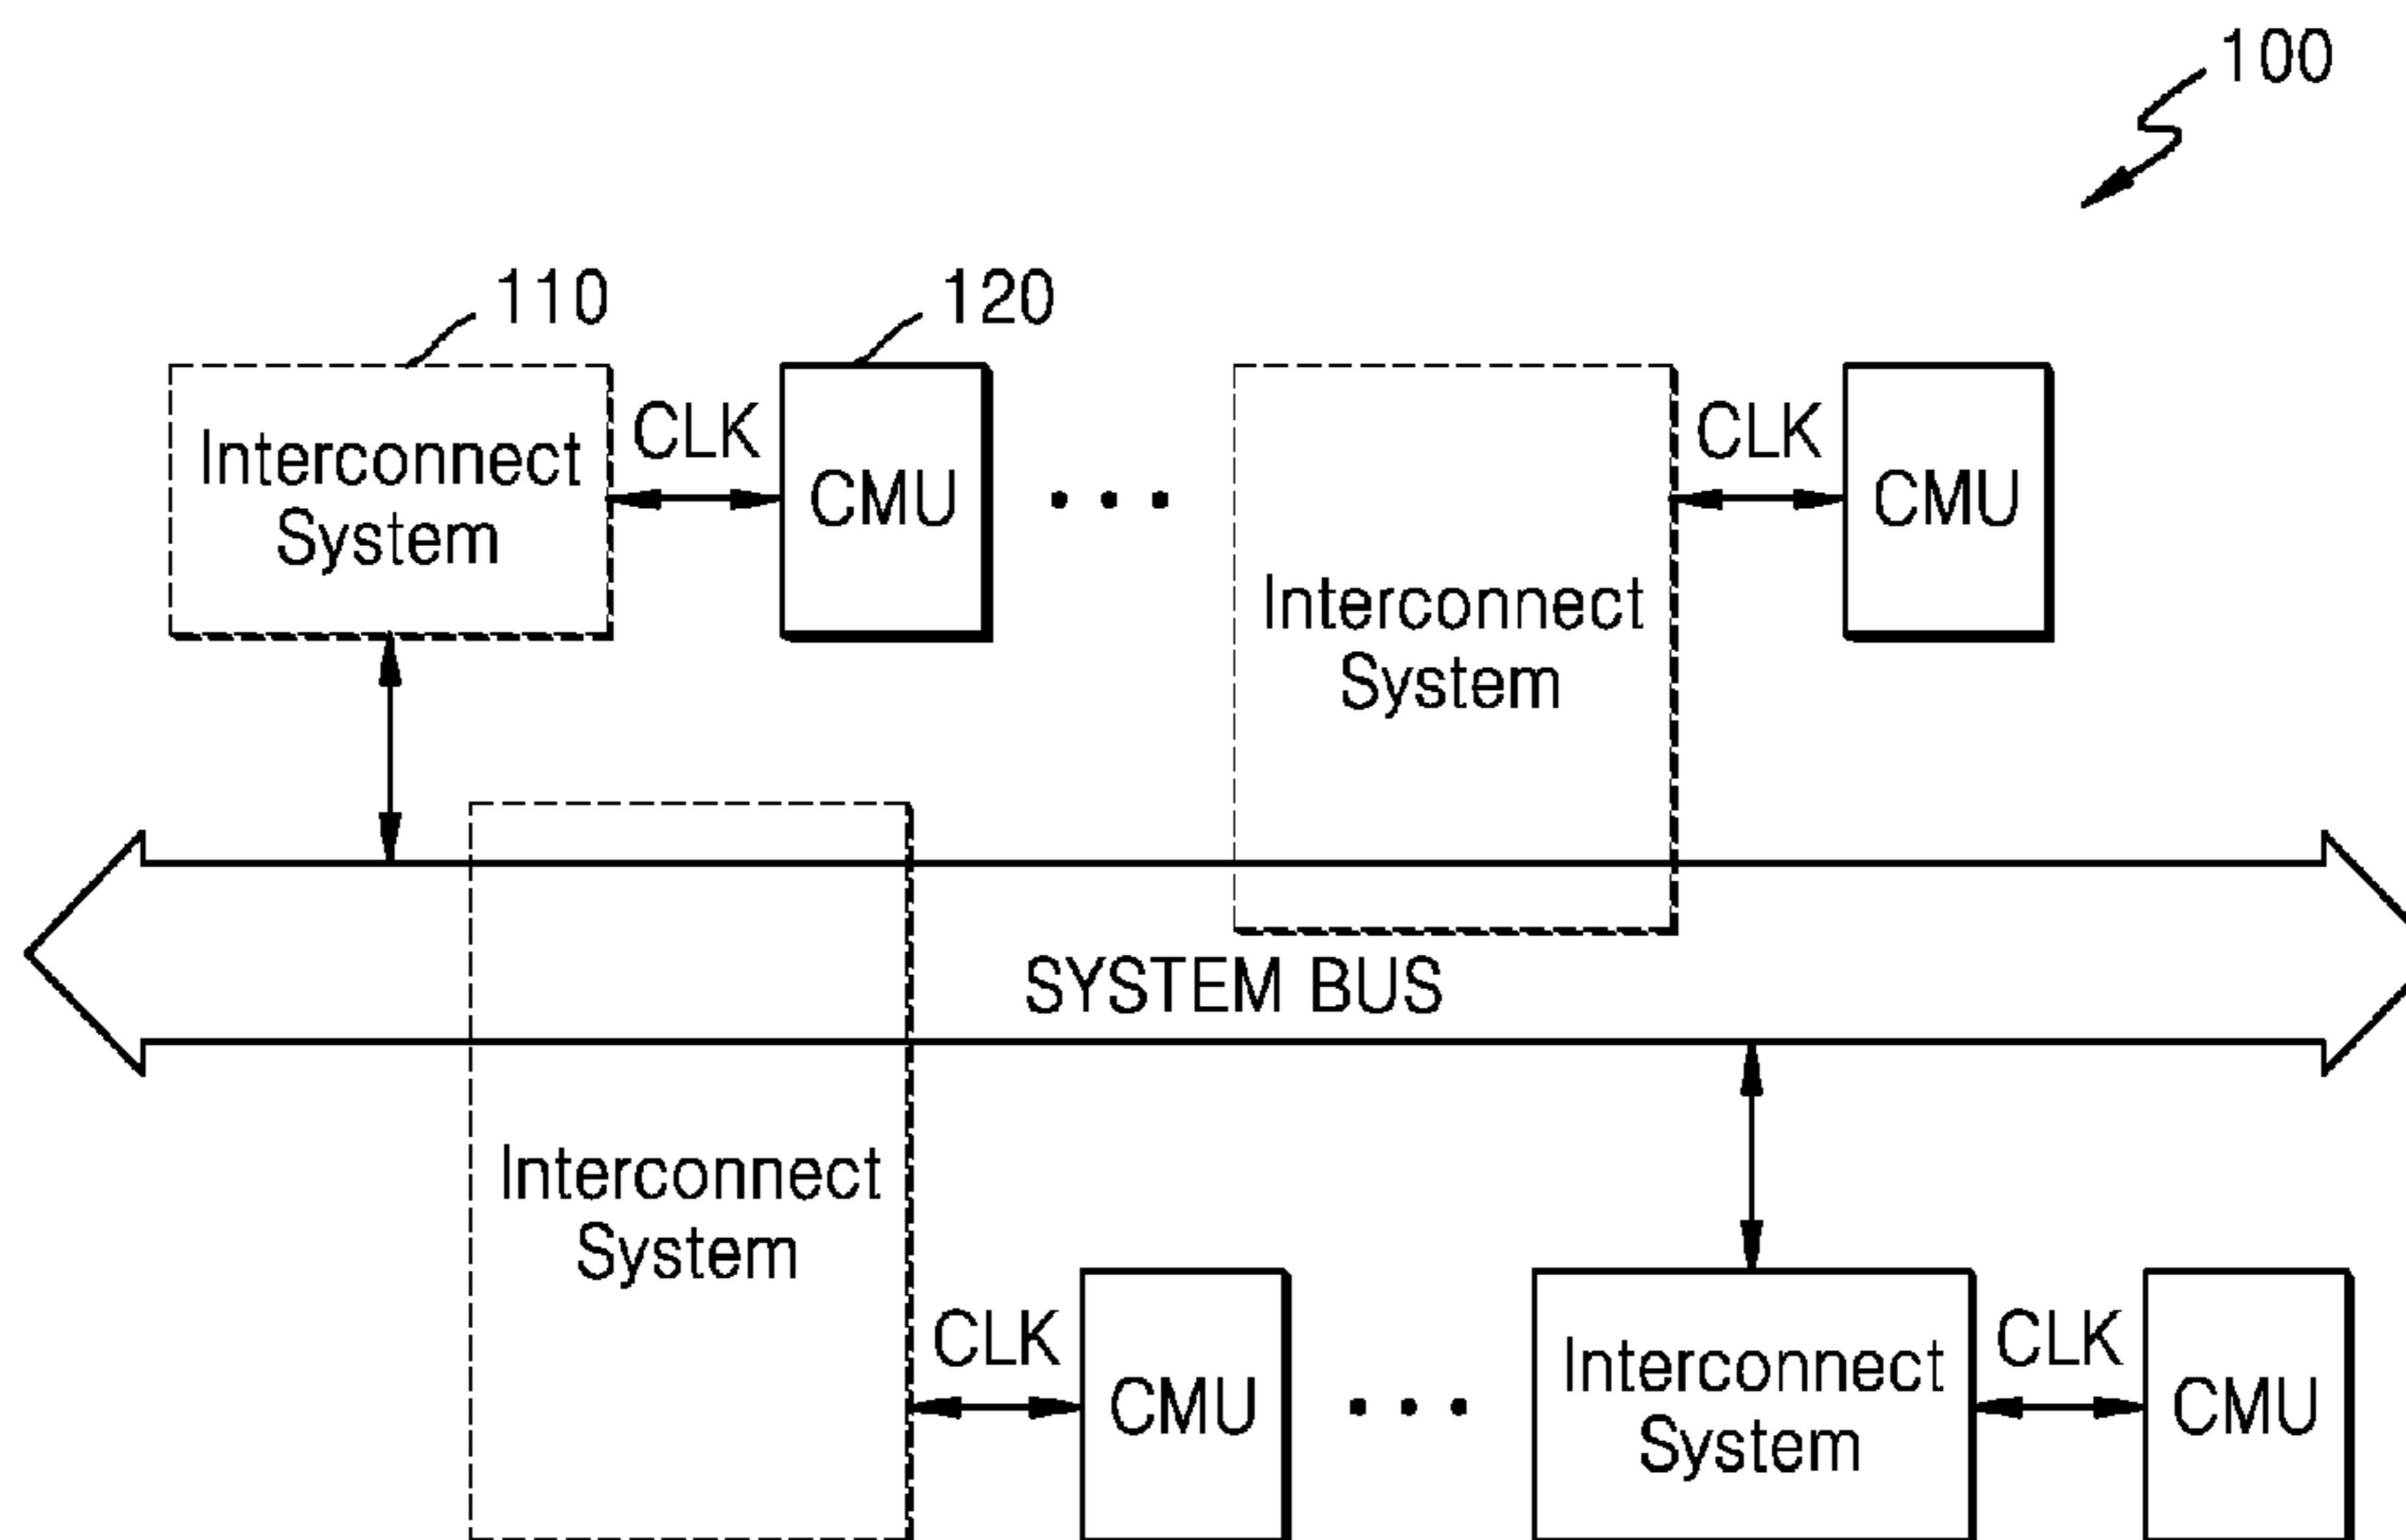 100
110
120
Interconnect
System
CLK
CMU
Interconnect
System
CLK
CMU
SYSTEM BUS
Interconnect
System
CLK
CMU
Interconnect
System
CLK
CMU